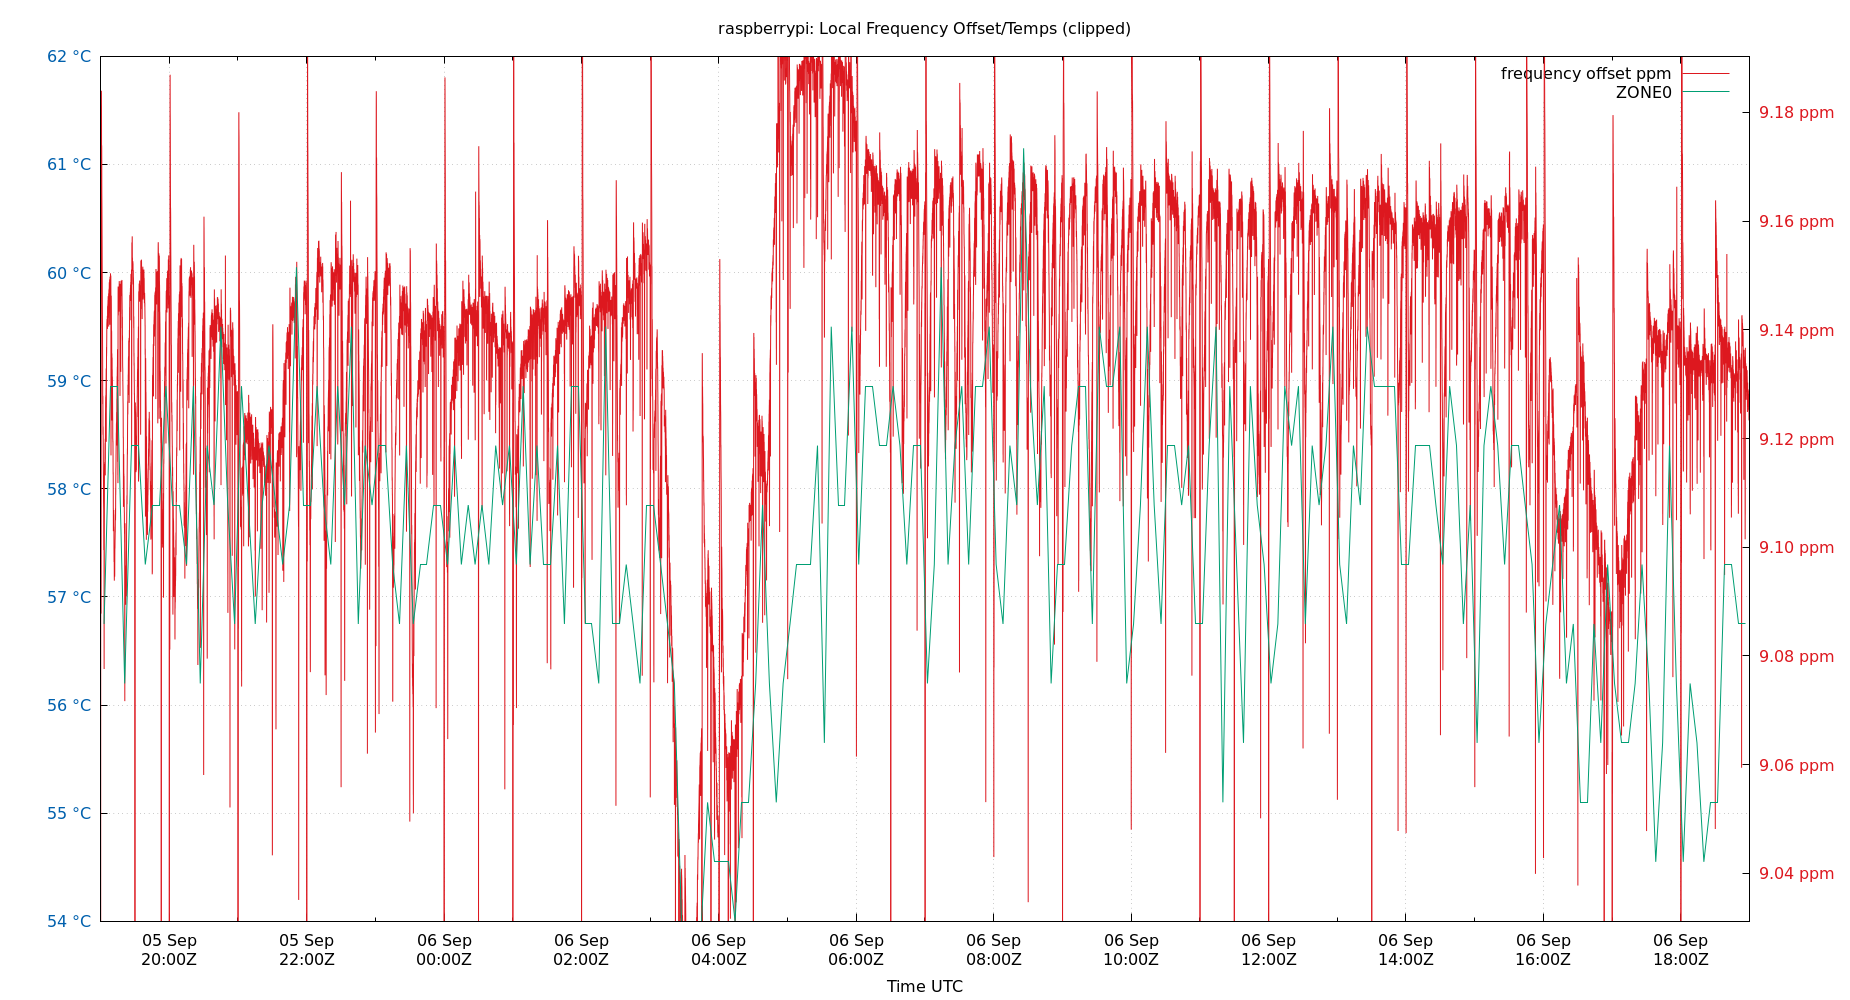 raspberrypi: Local Frequency Offset/Temps (clipped)
frequency offset ppm
ZONE0
62 °C
61 °C
60 °C
59 °C
58 °C
57 °C
56 °C
55 °C
54 °C
9.18 ppm
9.16 ppm
9.14 ppm
9.12 ppm
9.10 ppm
9.08 ppm
9.06 ppm
9.04 ppm
05 Sep
20:00Z
05 Sep
22:00Z
06 Sep
00:00Z
06 Sep
02:00Z
06 Sep
04:00Z
06 Sep
06:00Z
06 Sep
08:00Z
06 Sep
10:00Z
06 Sep
12:00Z
06 Sep
14:00Z
06 Sep
16:00Z
06 Sep
18:00Z
Time UTC